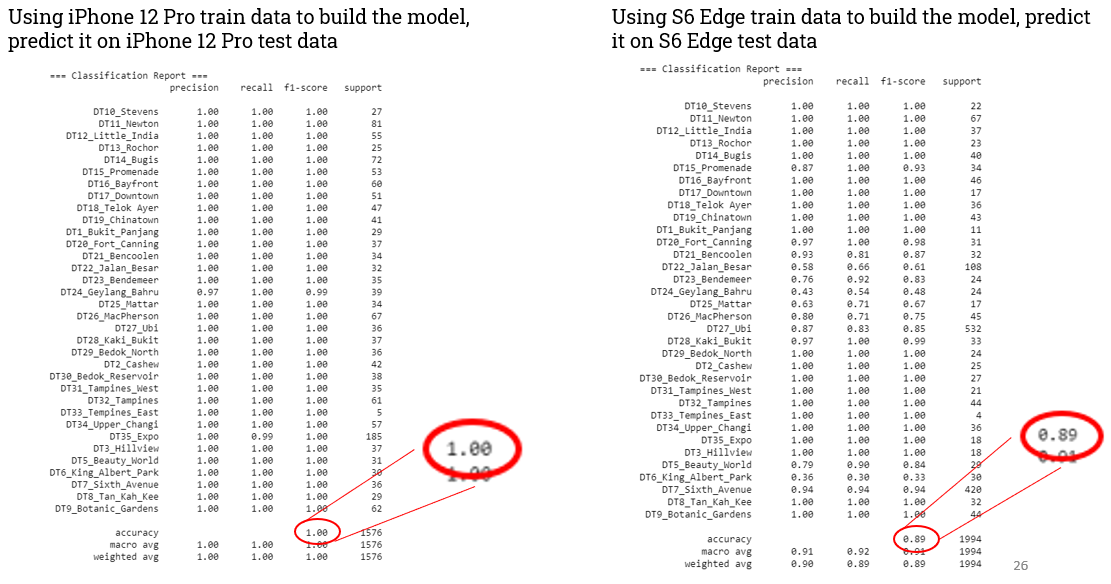 Using iPhone 12 Pro train data to build the model,
predict it on iPhone 12 Pro test data
=== Classification Report ===
precision recall f1-score support
DT10_Stevens 1.00 1.00 1.00 27
DT11_Newton 1.00 1.00 1.00 81
DT12_Little_India 1.00 1.00 1.00 55
DT13_Rochor 1.00 1.00 1.00 25
DT14_Bugis 1.00 1.00 1.00 72
DT15_Promenade 1.00 1.00 1.00 53
DT16_Bayfront 1.00 1.00 1.00 60
DT17_Downtown 1.00 1.00 1.00 51
DT18_Telok Ayer 1.00 1.00 1.00 47
DT19_Chinatown 1.00 1.00 1.00 41
DT1_Bukit_Panjang 1.00 1.00 1.00 29
DT20_Fort_Canning 1.00 1.00 1.00 37
DT21_Bencoolen 1.00 1.00 1.00 34
DT22_Jalan_Besar 1.00 1.00 1.00 32
DT23_Bendemeer 1.00 1.00 1.00 35
DT24_Geylang_Bahru 0.97 1.00 0.99 39
DT25_Mattar 1.00 1.00 1.00 34
DT26_MacPherson 1.00 1.00 1.00 67
DT27_Ubi 1.00 1.00 1.00 36
DT28_Kaki_Bukit 1.00 1.00 1.00 37
DT29_Bedok_North 1.00 1.00 1.00 36
DT2_Cashew 1.00 1.00 1.00 42
DT30_Bedok_Reservoir 1.00 1.00 1.00 38
DT31_Tampines_West 1.00 1.00 1.00 35
DT32_Tampines 1.00 1.00 1.00 61
DT33_Tempines_East 1.00 1.00 1.00 5
DT34_Upper_Changi 1.00 1.00 1.00 57
DT35_Expo 1.00 0.99 1.00 185
DT3_Hillview 1.00 1.00 1.00 37
DT5_Beauty_World 1.00 1.00 1.00 31
DT6_King_Albert_Park 1.00 1.00 1.00 30
DT7_Sixth_Avenue 1.00 1.00 1.00 36
DT8_Tan_Kah_Kee 1.00 1.00 1.00 29
DT9_Botanic_Gardens 1.00 1.00 1.00 62
accuracy 1.00 1576
macro avg 1.00 1.00 1.00 1576
weighted avg 1.00 1.00 1.00 1576
1.00
1.00
Using S6 Edge train data to build the model, predict
it on S6 Edge test data
=== Classification Report ===
precision recall f1-score support
DT10_Stevens 1.00 1.00 1.00 22
DT11_Newton 1.00 1.00 1.00 67
DT12_Little_India 1.00 1.00 1.00 37
DT13_Rochor 1.00 1.00 1.00 23
DT14_Bugis 1.00 1.00 1.00 40
DT15_Promenade 0.87 1.00 0.93 34
DT16_Bayfront 1.00 1.00 1.00 46
DT17_Downtown 1.00 1.00 1.00 17
DT18_Telok Ayer 1.00 1.00 1.00 36
DT19_Chinatown 1.00 1.00 1.00 43
DT1_Bukit_Panjang 1.00 1.00 1.00 11
DT20_Fort_Canning 0.97 1.00 0.98 31
DT21_Bencoolen 0.93 0.81 0.87 32
DT22_Jalan_Besar 0.58 0.66 0.61 108
DT23_Bendemeer 0.76 0.92 0.83 24
DT24_Geylang_Bahru 0.43 0.54 0.48 24
DT25_Mattar 0.63 0.71 0.67 17
DT26_MacPherson 0.80 0.71 0.75 45
DT27_Ubi 0.87 0.83 0.85 532
DT28_Kaki_Bukit 0.97 1.00 0.99 33
DT29_Bedok_North 1.00 1.00 1.00 24
DT2_Cashew 1.00 1.00 1.00 25
DT30_Bedok_Reservoir 1.00 1.00 1.00 27
DT31_Tampines_West 1.00 1.00 1.00 21
DT32_Tampines 1.00 1.00 1.00 44
DT33_Tempines_East 1.00 1.00 1.00 4
DT34_Upper_Changi 1.00 1.00 1.00 36
DT35_Expo 1.00 1.00 1.00 18
DT3_Hillview 1.00 1.00 1.00 18
DT5_Beauty_World 0.79 0.90 0.84 29
DT6_King_Albert_Park 0.36 0.30 0.33 30
DT7_Sixth_Avenue 0.94 0.94 0.94 420
DT8_Tan_Kah_Kee 1.00 1.00 1.00 32
DT9_Botanic_Gardens 1.00 1.00 1.00 44
accuracy 0.89 1994
macro avg 0.91 0.92 0.91 1994
weighted avg 0.90 0.89 0.89 1994
0.89
0.91
26